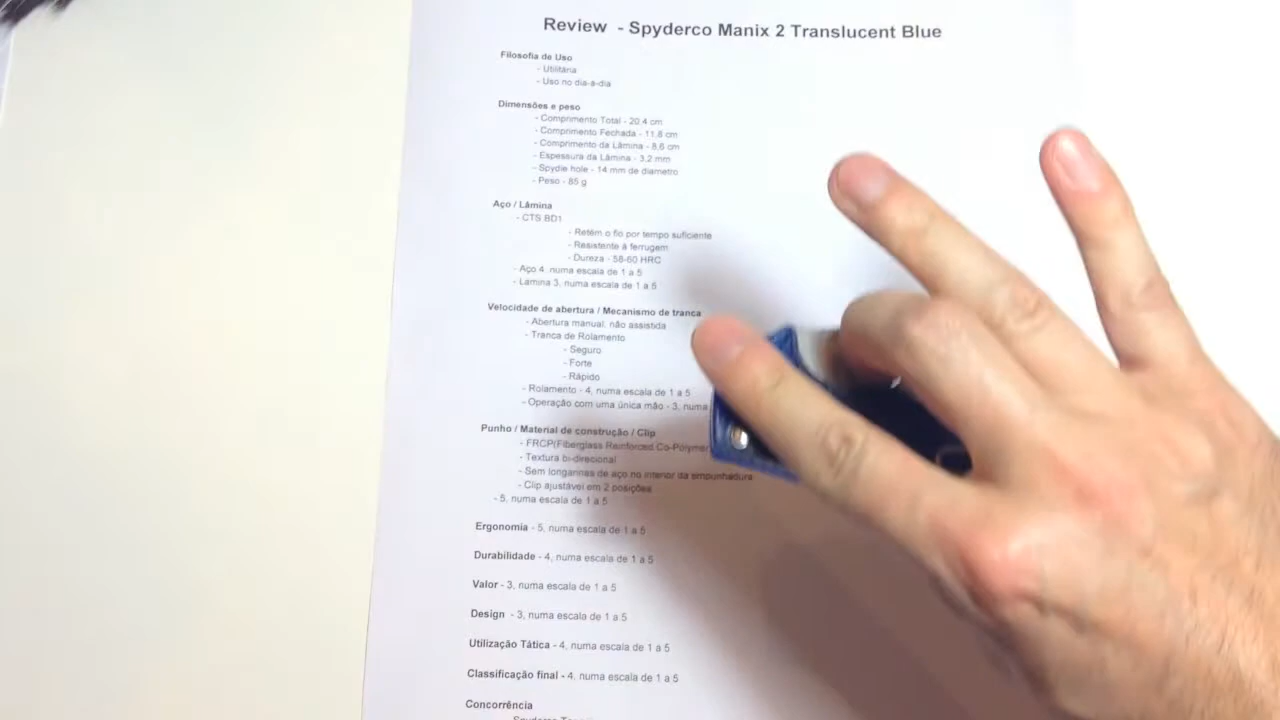 Review - Spyderco Manix 2 Translucent Blue
Filosofia de Uso
- Utilitária
- Uso no dia-a-dia
Dimensões e peso
- Comprimento Total - 20,4 cm
- Comprimento Fechada - 11,8 cm
- Comprimento da Lâmina - 8,6 cm
- Espessura da Lâmina - 3,2 mm
- Spydie hole - 14 mm de diametro
- Peso - 85 g
Aço / Lâmina
- CTS BD1
- Retém o fio por tempo suficiente
- Resistente à ferrugem
- Dureza - 58-60 HRC
- Aço 4, numa escala de 1 a 5
- Lamina 3, numa escala de 1 a 5
Velocidade de abertura / Mecanismo de tranca
- Abertura manual, não assistida
- Tranca de Rolamento
- Seguro
- Forte
- Rápido
- Rolamento - 4, numa escala de 1 a 5
- Operação com uma única mão - 3, numa
Punho / Material de construção / Clip
- FRCP(Fiberglass Reinforced Co-Polymer
- Textura bi-direcional
- Sem longarinas de aço no interior da empunhadura
- Clip ajustável em 2 posições
- 5, numa escala de 1 a 5
Ergonomia - 5, numa escala de 1 a 5
Durabilidade - 4, numa escala de 1 a 5
Valor - 3, numa escala de 1 a 5
Design - 3, numa escala de 1 a 5
Utilização Tática - 4, numa escala de 1 a 5
Classificação final - 4, numa escala de 1 a 5
Concorrência
Spyderco